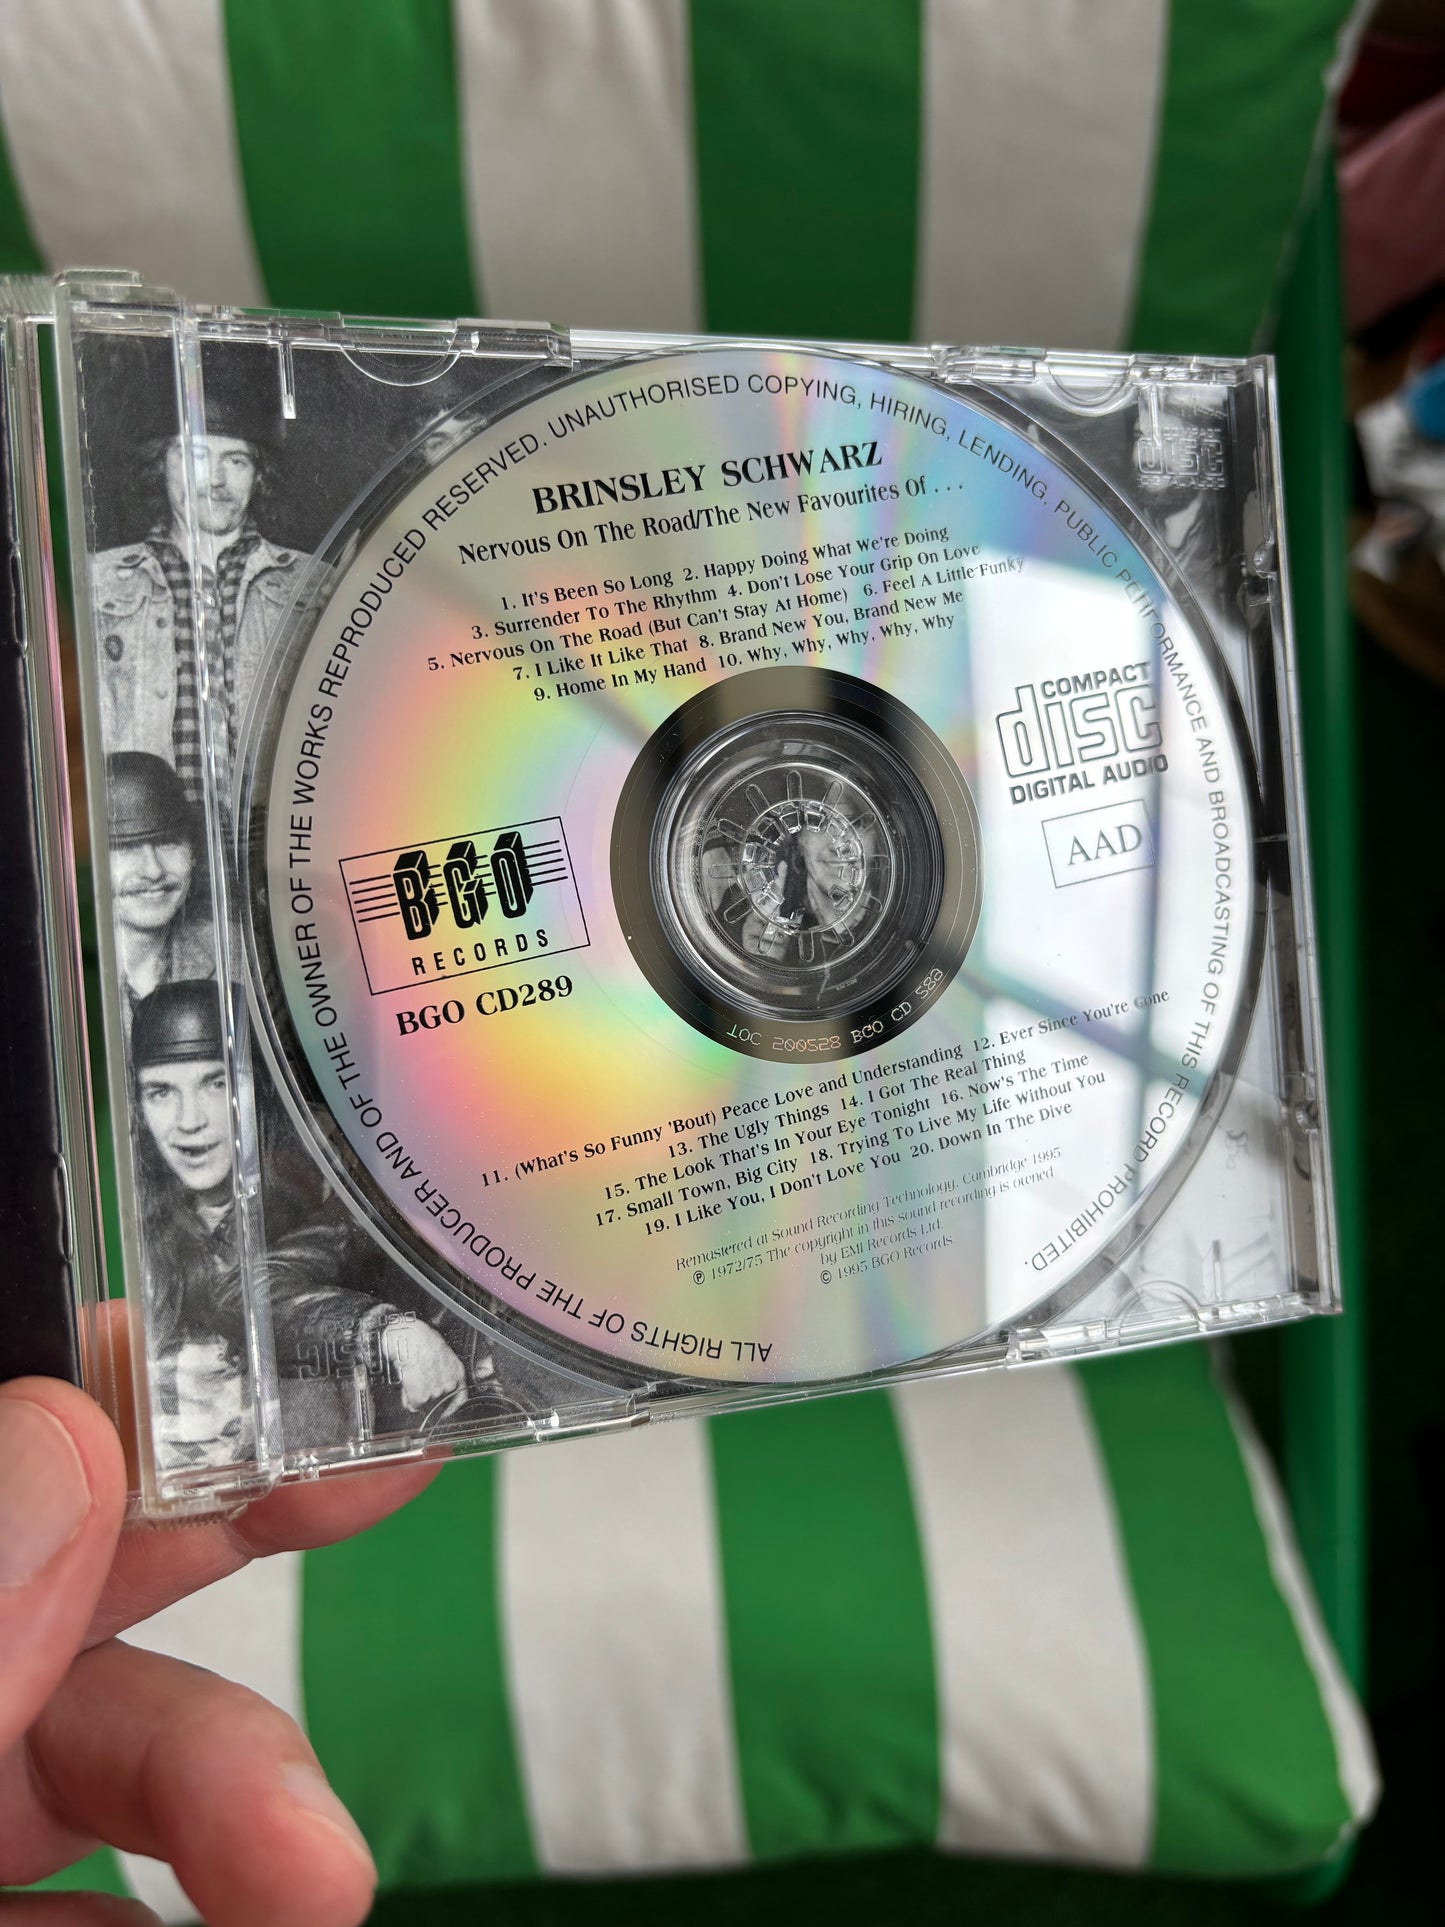 UNAUTHORISED COPYING, HIRING, LENDING, PUBLIC PERFORMANCE AND BROADCASTING OF THIS RECORD PROHIBITED.
BRINSLEY SCHWARZ
Nervous On The Road/The New Favourites Of . . .
1. It's Been So Long 2. Happy Doing What We're Doing
3. Surrender To The Rhythm 4. Don't Lose Your Grip On Love
5. Nervous On The Road (But Can't Stay At Home) 6. Feel A Little Funky
7. I Like It Like That 8. Brand New You, Brand New Me
9. Home In My Hand 10. Why, Why, Why, Why, Why
COMPACT
disc
DIGITAL AUDIO
AAD
BGO
RECORDS
BGO CD289
TOC 200528 BGO CD 289
11. (What's So Funny 'Bout) Peace Love and Understanding 12. Ever Since You're Gone
13. The Ugly Things 14. I Got The Real Thing
15. The Look That's In Your Eye Tonight 16. Now's The Time
17. Small Town, Big City 18. Trying To Live My Life Without You
19. I Like You, I Don't Love You 20. Down In The Dive
Remastered at Sound Recording Technology, Cambridge 1995
℗ 1972/75 The copyright in this sound recording is owned
by EMI Records Ltd.
© 1995 BGO Records
ALL RIGHTS OF THE PRODUCER AND OF THE OWNER OF THE WORKS REPRODUCED RESERVED.
disc
disc